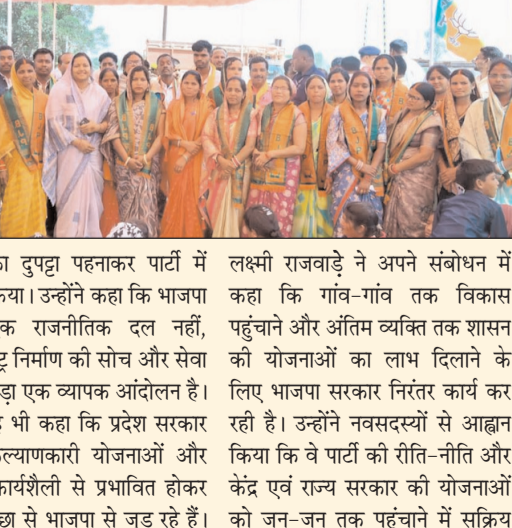 दुपट्टा पहनाकर पार्टी में
उन्होंने कहा कि भाजपा
राजनीतिक दल नहीं,
निर्माण की सोच और सेवा
एक व्यापक आंदोलन है।
भी कहा कि प्रदेश सरकार
योजनाओं और
कार्यशैली से प्रभावित होकर
से भाजपा से जुड़ रहे हैं।
लक्ष्मी राजवाड़े ने अपने संबोधन में
कहा कि गांव-गांव तक विकास
पहुंचाने और अंतिम व्यक्ति तक शासन
की योजनाओं का लाभ दिलाने के
लिए भाजपा सरकार निरंतर कार्य कर
रही है। उन्होंने नवसदस्यों से आह्वान
किया कि वे पार्टी की रीति-नीति और
केंद्र एवं राज्य सरकार की योजनाओं
को जन-जन तक पहुंचाने में सक्रिय